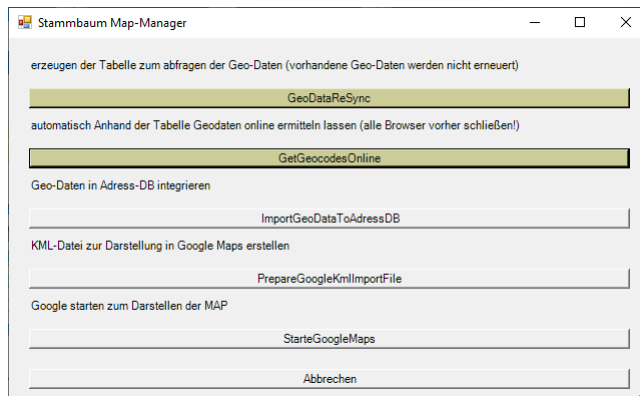 Stammbaum Map-Manager
erzeugen der Tabelle zum abfragen der Geo-Daten (vorhandene Geo-Daten werden nicht erneuert)
GeoDataReSync
automatisch Anhand der Tabelle Geodaten online ermitteln lassen (alle Browser vorher schließen!)
GetGeocodesOnline
Geo-Daten in Adress-DB integrieren
ImportGeoDataToAdressDB
KML-Datei zur Darstellung in Google Maps erstellen
PrepareGoogleKmlImportFile
Google starten zum Darstellen der MAP
StarteGoogleMaps
Abbrechen